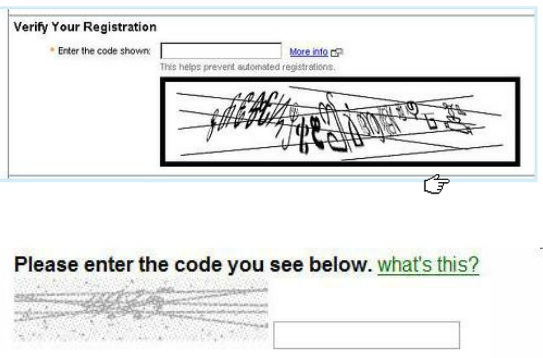 Verify Your Registration
* Enter the code shown: More info
This helps prevent automated registrations.
Please enter the code you see below. what's this?